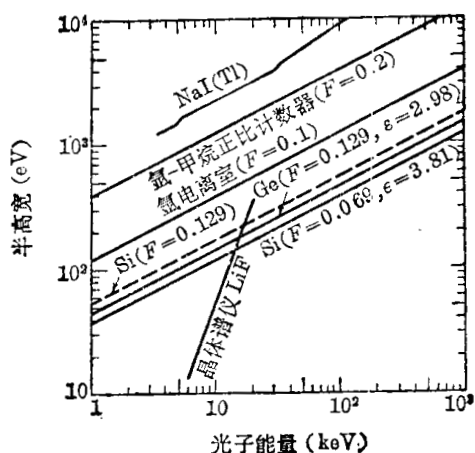 10⁴
10³
10²
10
半高宽 (eV)
NaI(Tl)
氩-甲烷正比计数器(F=0.2)
氩电离室(F=0.1)
Ge(F=0.129, ε=2.98)
Si(F=0.129)
Si(F=0.069, ε=3.81)
晶体谱仪 LiF
1
10
10²
10³
光子能量 (keV)